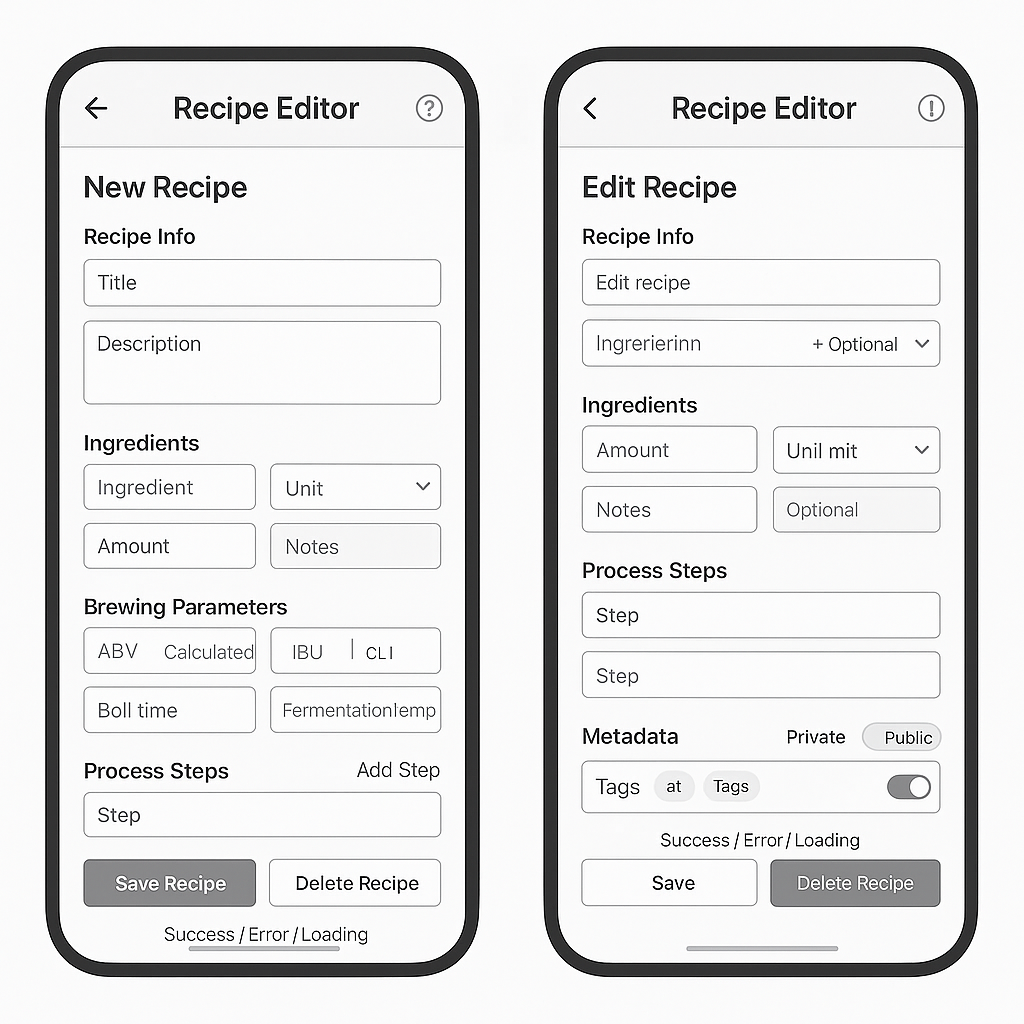 Recipe Editor
New Recipe
Recipe Info
Title
Description
Ingredients
Ingredient
Unit
Amount
Notes
Brewing Parameters
ABV Calculated
IBU | CLI
Boll time
Fermentationlemp
Process Steps
Add Step
Step
Save Recipe
Delete Recipe
Success / Error / Loading
Recipe Editor
Edit Recipe
Recipe Info
Edit recipe
Ingrerierinn + Optional
Ingredients
Amount
Unil mit
Notes
Optional
Process Steps
Step
Step
Metadata
Private
Public
Tags at Tags
Success / Error / Loading
Save
Delete Recipe